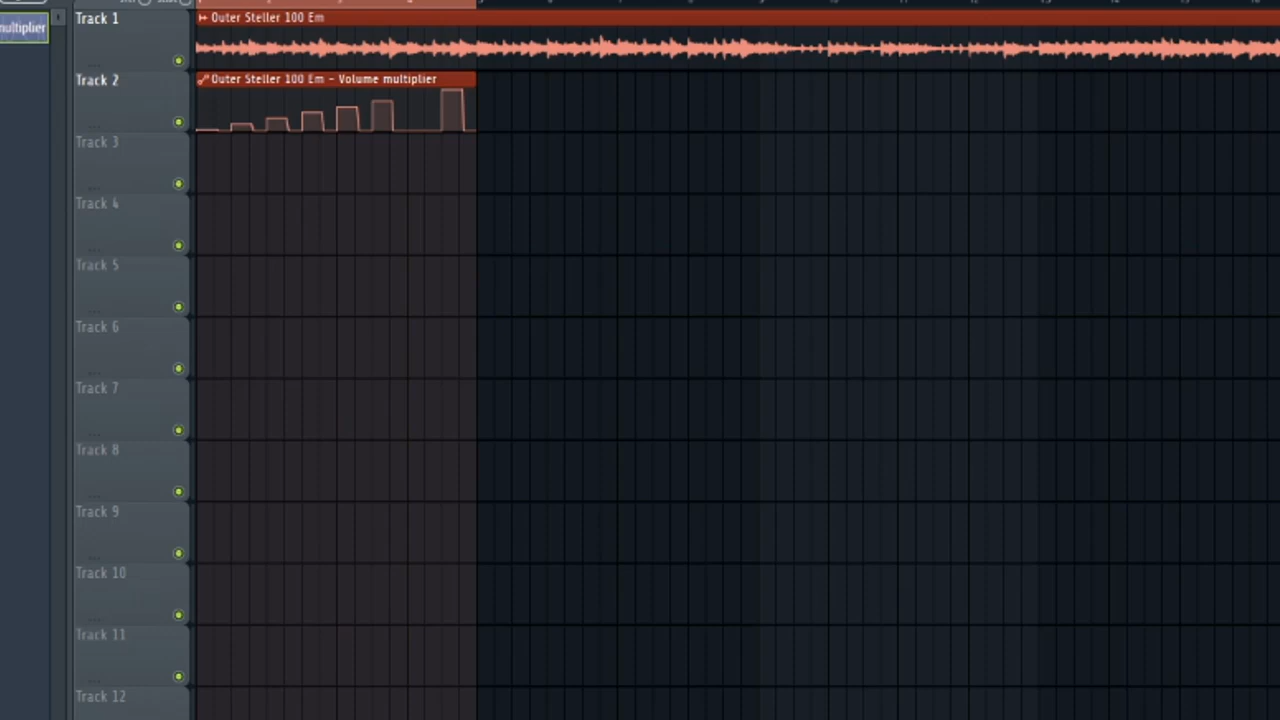 multiplier
Track 1
Outer Steller 100 Em
Track 2
Outer Steller 100 Em - Volume multiplier
Track 3
Track 4
Track 5
Track 6
Track 7
Track 8
Track 9
Track 10
Track 11
Track 12